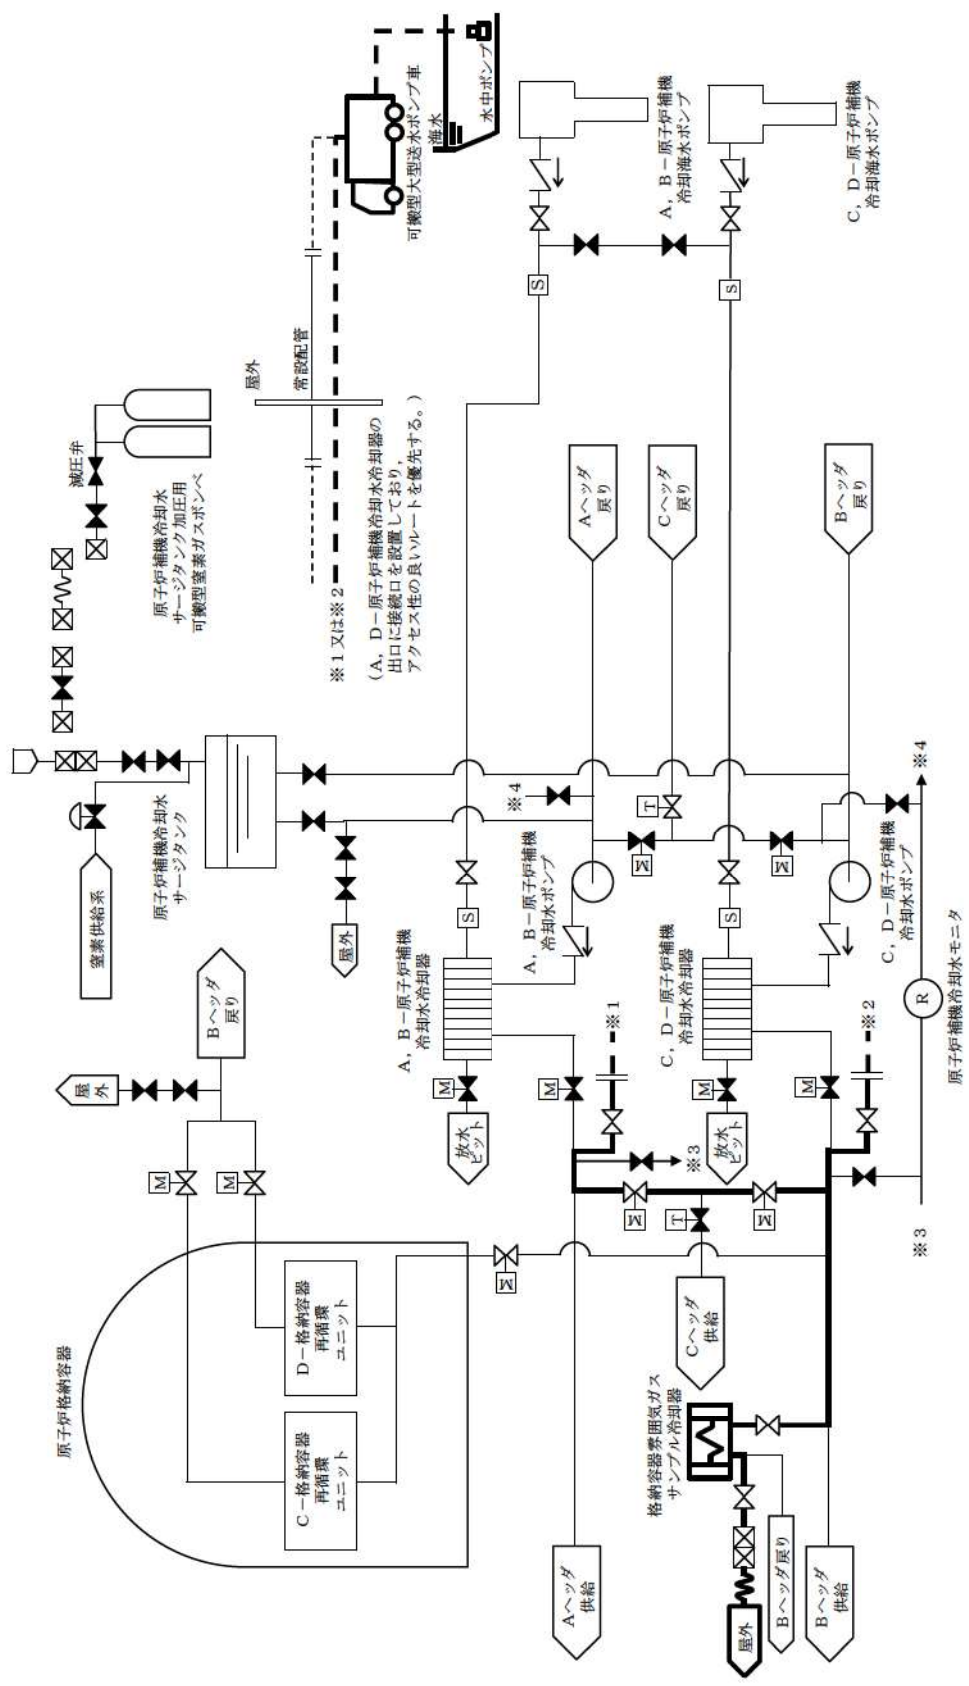 原子炉格納容器
C－格納容器
再循環
ユニット
D－格納容器
再循環
ユニット
M
M
屋外
Bヘッダ
戻り
窒素供給系
原子炉補機冷却水
サージタンク
屋外
原子炉補機冷却水
サージタンク加圧用
可搬型窒素ガスボンベ
減圧弁
屋外
常設配管
※1又は※2
(A，D－原子炉補機冷却水冷却器の
出口に接続口を設置しており，
アクセス性の良いルートを優先する。)
可搬型大型送水ポンプ車
海水
水中ポンプ
A，B－原子炉補機
冷却海水ポンプ
C，D－原子炉補機
冷却海水ポンプ
S
S
Aヘッダ
戻り
Cヘッダ
戻り
Bヘッダ
戻り
※4
T
M
M
A，B－原子炉補機
冷却水ポンプ
C，D－原子炉補機
冷却水ポンプ
※4
S
S
A，B－原子炉補機
冷却水冷却器
C，D－原子炉補機
冷却水冷却器
M
M
M
M
放水
ピット
放水
ピット
※1
※2
※3
M
T
M
M
R
原子炉補機冷却水モニタ
※3
Cヘッダ
供給
格納容器雰囲気ガス
サンプル冷却器
Aヘッダ
供給
屋外
Bヘッダ戻り
Bヘッダ
供給